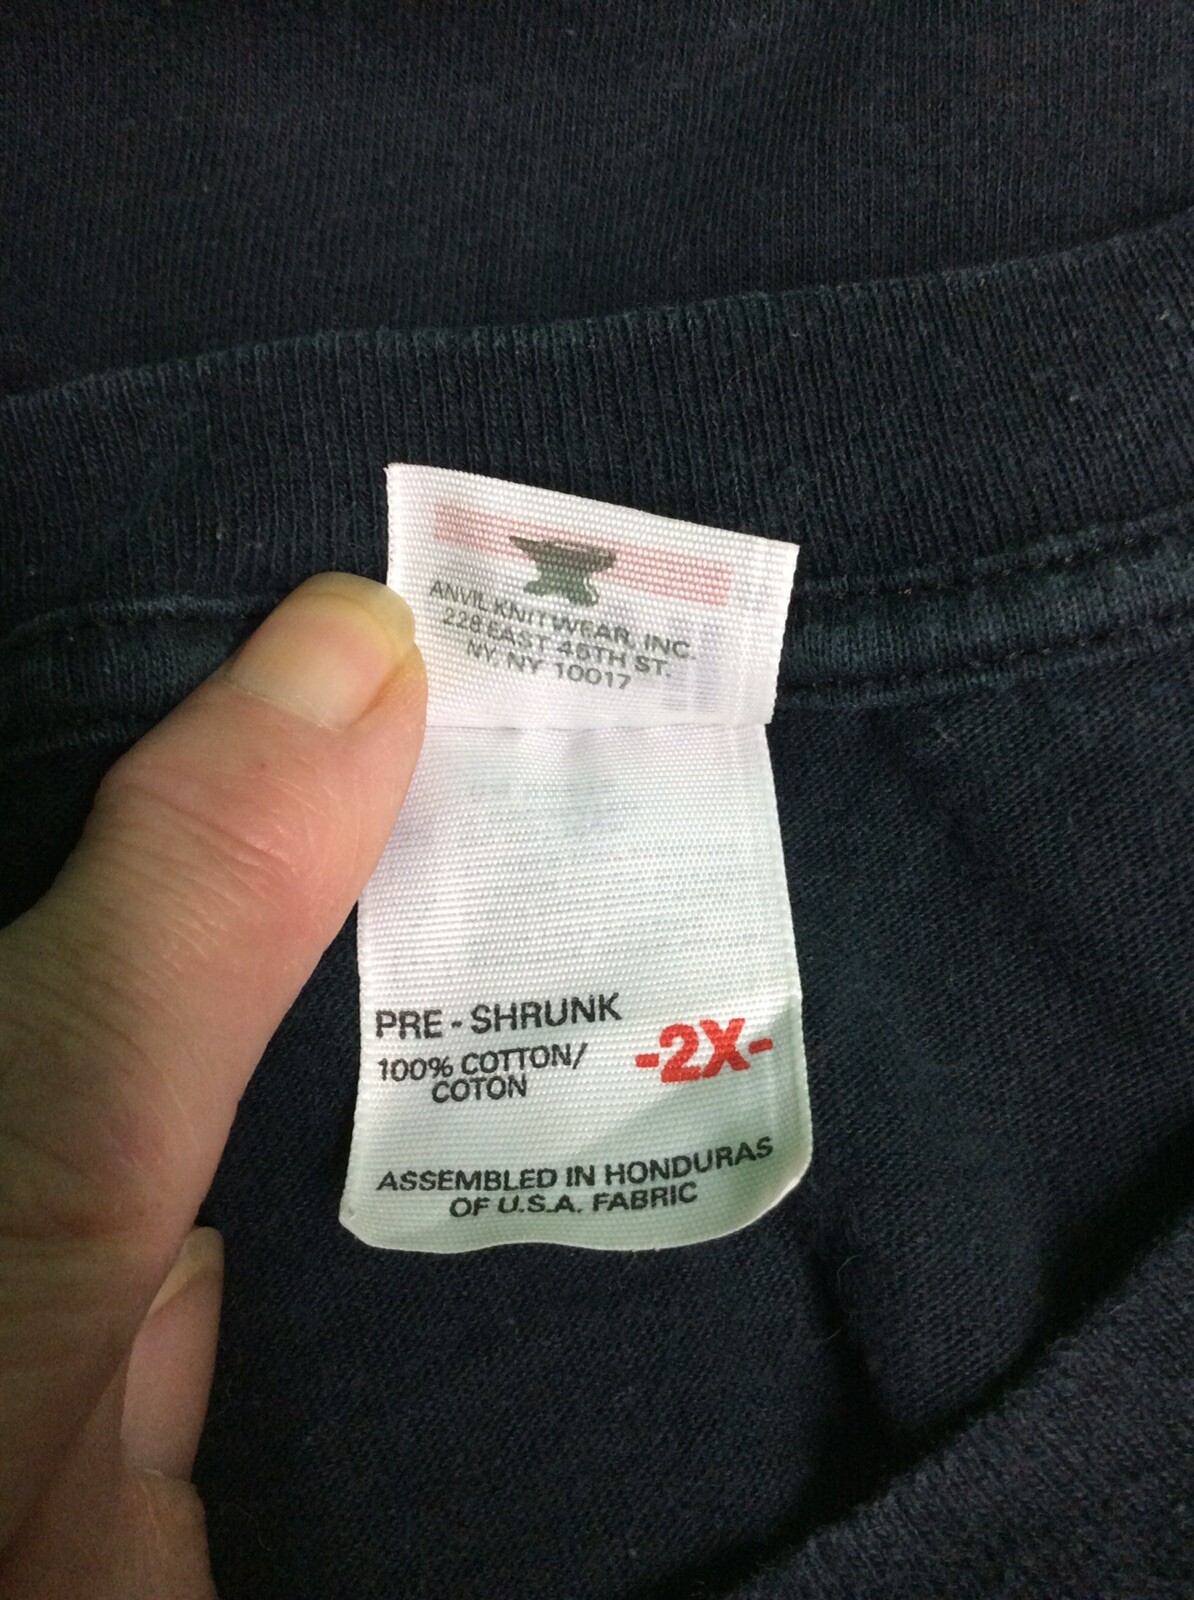 ANVIL KNITWEAR, INC.
228 EAST 45TH ST.
NY, NY 10017
PRE - SHRUNK
100% COTTON/
COTON
-2X-
ASSEMBLED IN HONDURAS
OF U.S.A. FABRIC